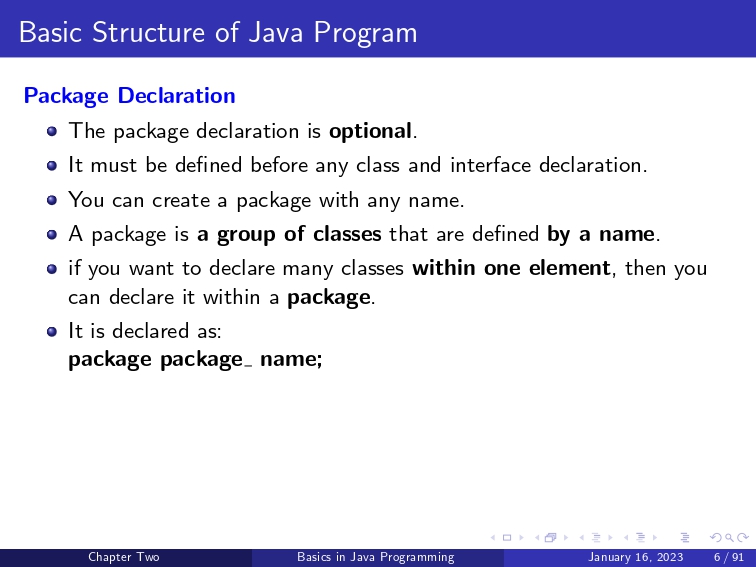 Basic Structure of Java Program
Package Declaration
The package declaration is optional.
It must be defined before any class and interface declaration.
You can create a package with any name.
A package is a group of classes that are defined by a name.
if you want to declare many classes within one element, then you
can declare it within a package.
It is declared as:
package package_ name;
Chapter Two
Basics in Java Programming
January 16, 2023
6 / 91